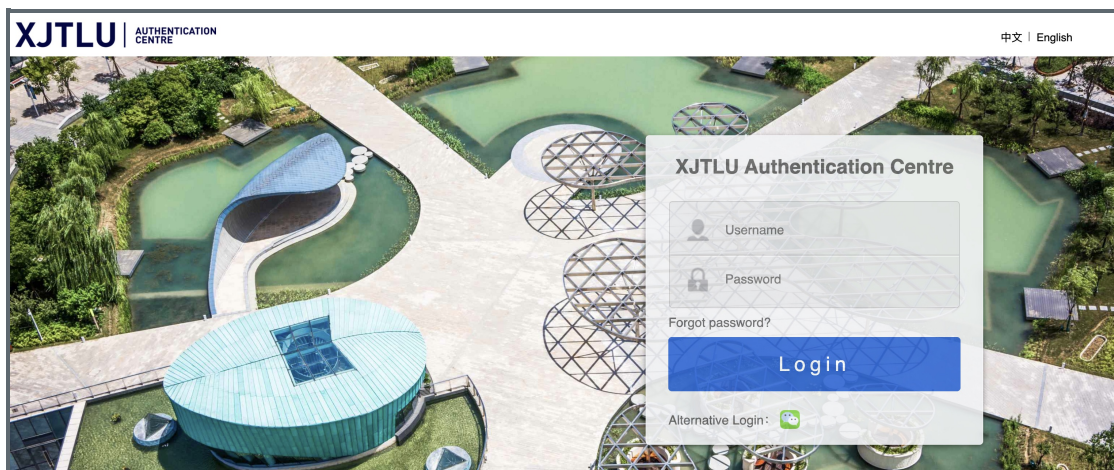 XJTLU AUTHENTICATION CENTRE
中文 | English
XJTLU Authentication Centre
Username
Password
Forgot password?
Login
Alternative Login: